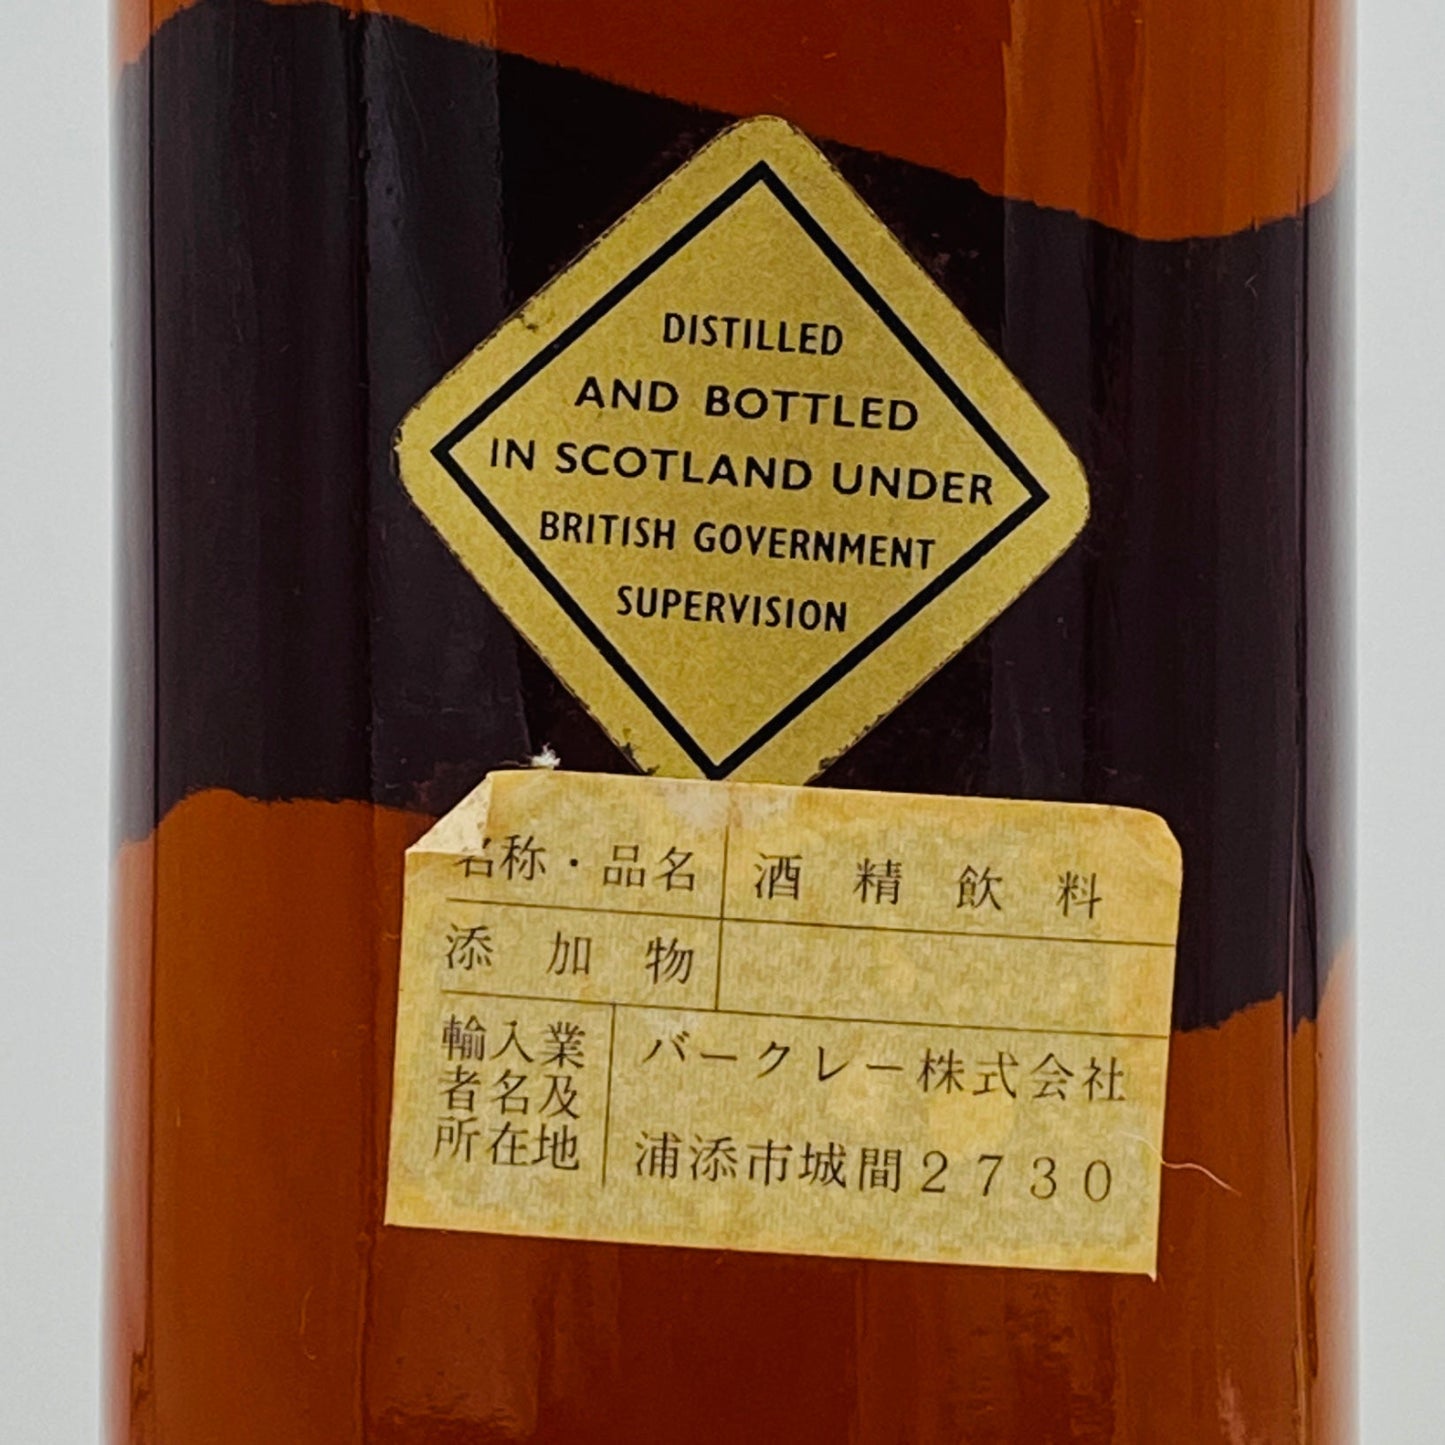 DISTILLED
AND BOTTLED
IN SCOTLAND UNDER
BRITISH GOVERNMENT
SUPERVISION
名称・品名 酒精飲料
添加物
輸入業
者名及
所在地
バークレー株式会社
浦添市城間2730